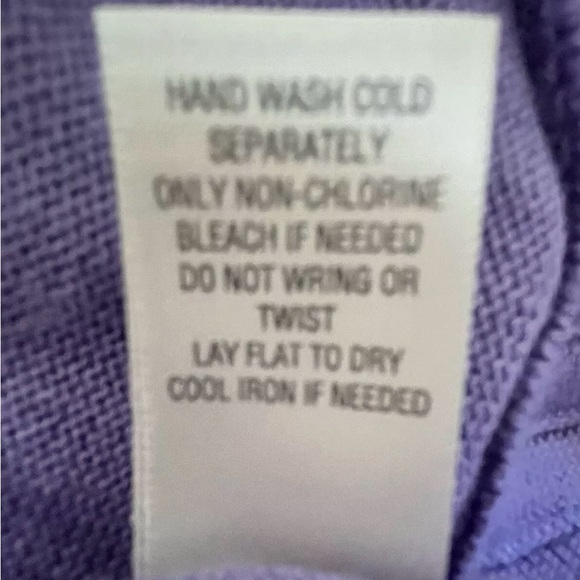 HAND WASH COLD
SEPARATELY
ONLY NON-CHLORINE
BLEACH IF NEEDED
DO NOT WRING OR
TWIST
LAY FLAT TO DRY
COOL IRON IF NEEDED